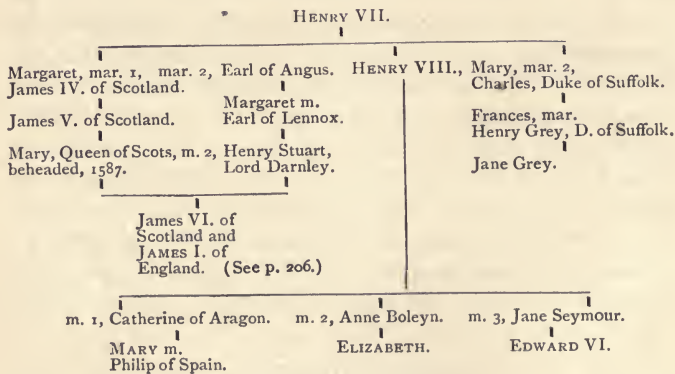 HENRY VII.
Margaret, mar. 1, mar. 2, Earl of Angus. HENRY VIII., Mary, mar. 2,
James IV. of Scotland. Charles, Duke of Suffolk.
Margaret m. Frances, mar.
James V. of Scotland. Earl of Lennox. Henry Grey, D. of Suffolk.
Mary, Queen of Scots, m. 2, Henry Stuart, Jane Grey.
beheaded, 1587. Lord Darnley.
James VI. of
Scotland and
JAMES I. of
England. (See p. 206.)
m. 1, Catherine of Aragon. m. 2, Anne Boleyn. m. 3, Jane Seymour.
MARY m. ELIZABETH. EDWARD VI.
Philip of Spain.